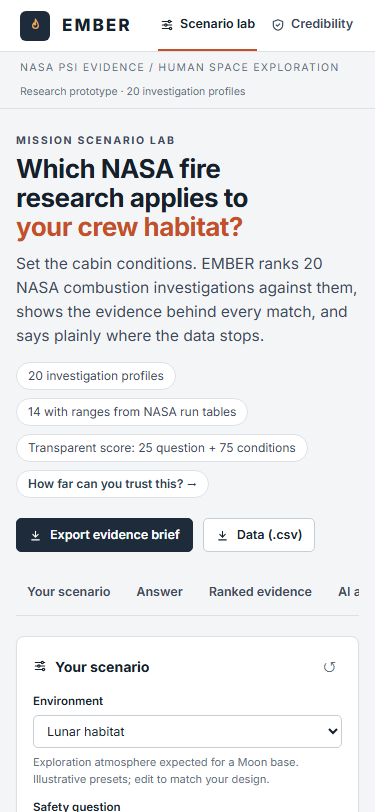 EMBER
Scenario lab
Credibility
NASA PSI EVIDENCE / HUMAN SPACE EXPLORATION
Research prototype · 20 investigation profiles
MISSION SCENARIO LAB
Which NASA fire
research applies to
your crew habitat?
Set the cabin conditions. EMBER ranks 20
NASA combustion investigations against them,
shows the evidence behind every match, and
says plainly where the data stops.
20 investigation profiles
14 with ranges from NASA run tables
Transparent score: 25 question + 75 conditions
How far can you trust this? →
Export evidence brief
Data (.csv)
Your scenario
Answer
Ranked evidence
AI a
Your scenario
Environment
Lunar habitat
Exploration atmosphere expected for a Moon base.
Illustrative presets; edit to match your design.
Safety question